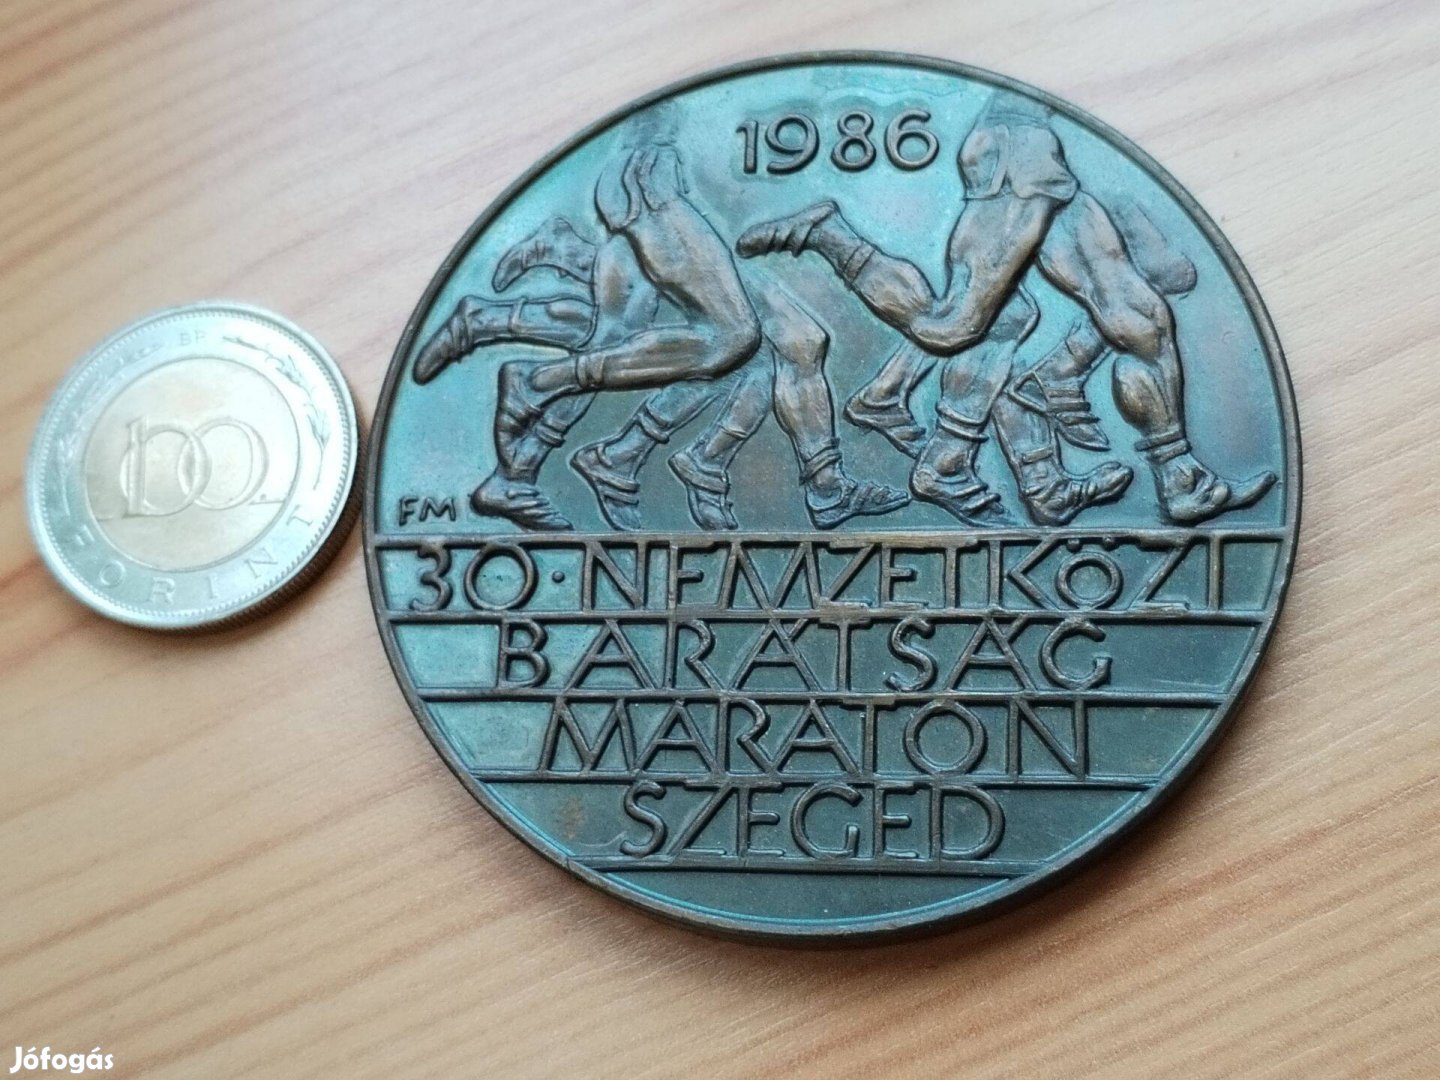 1986
FM
30. NEMZETKÖZI
BARÁTSÁG
MARATON
SZEGED
BP.
100
FORINT
Jófogás